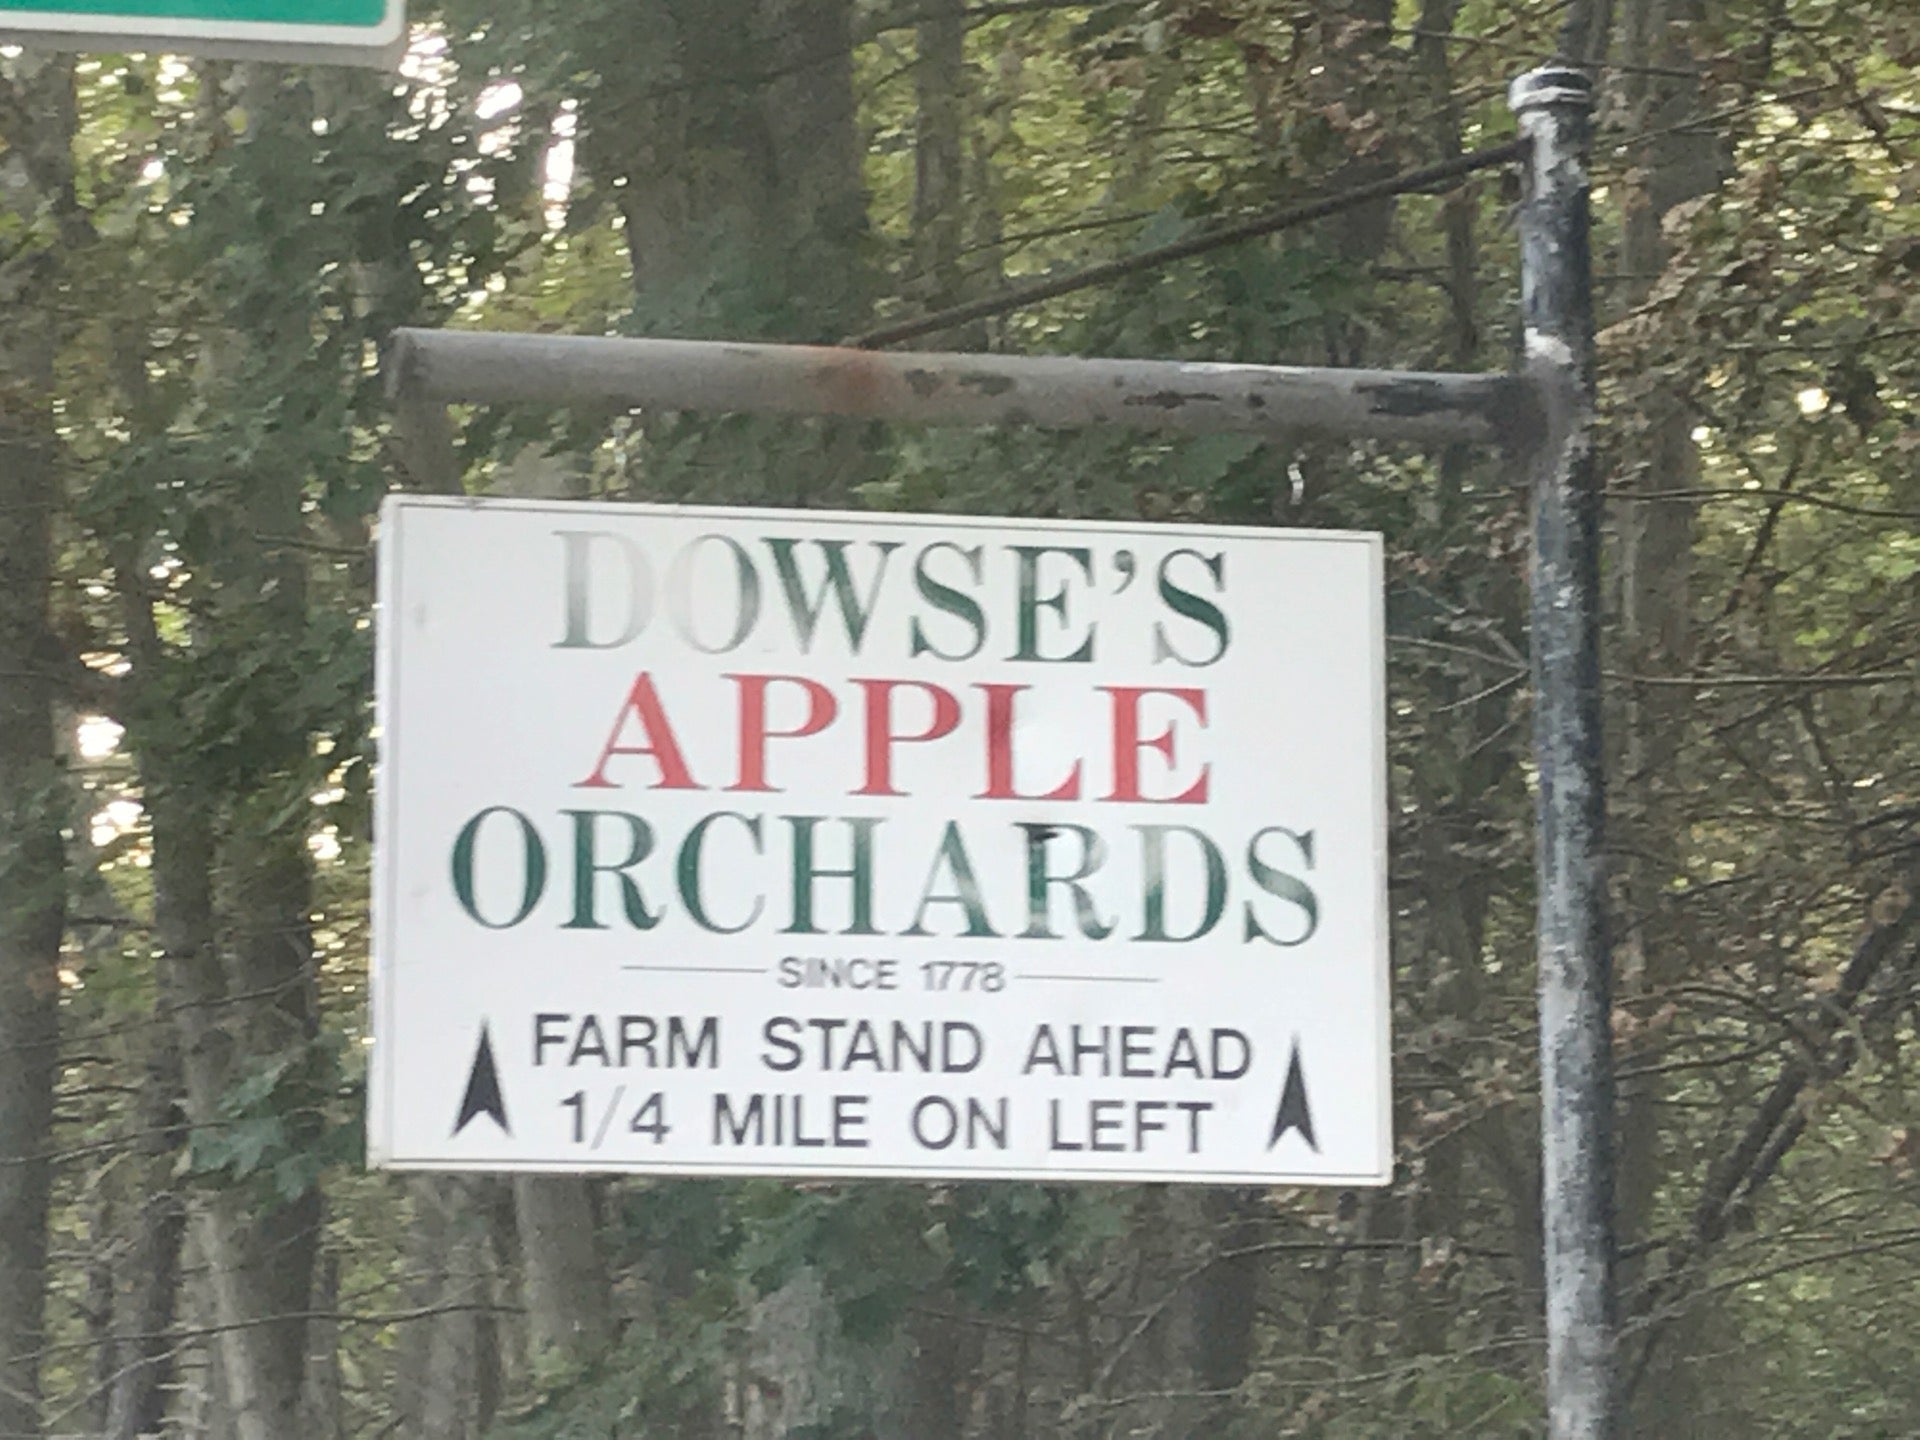 DOWSE'S
APPLE
ORCHARDS
SINCE 1778
FARM STAND AHEAD
1/4 MILE ON LEFT